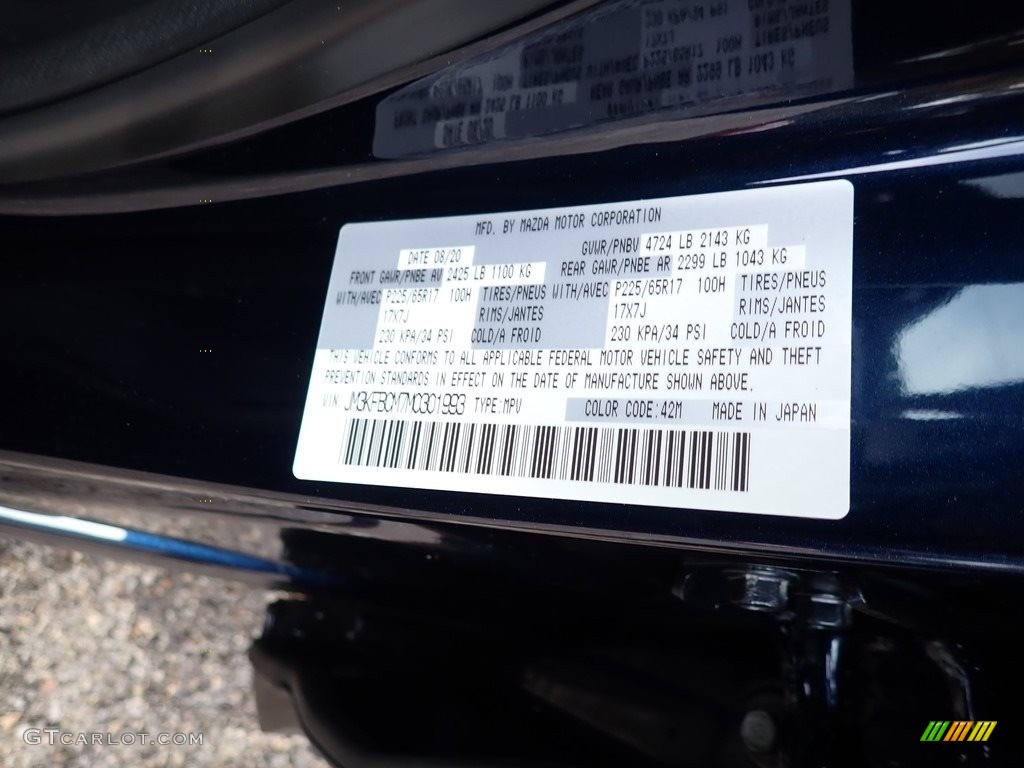 MFD. BY MAZDA MOTOR CORPORATION
DATE 08/20 GVWR/PNBV 4724 LB 2143 KG
FRONT GAWR/PNBE AV 2425 LB 1100 KG REAR GAWR/PNBE AR 2299 LB 1043 KG
WITH/AVEC P225/65R17 100H TIRES/PNEUS WITH/AVEC P225/65R17 100H TIRES/PNEUS
17X7J RIMS/JANTES 17X7J RIMS/JANTES
230 KPA/34 PSI COLD/A FROID 230 KPA/34 PSI COLD/A FROID
THIS VEHICLE CONFORMS TO ALL APPLICABLE FEDERAL MOTOR VEHICLE SAFETY AND THEFT
PREVENTION STANDARDS IN EFFECT ON THE DATE OF MANUFACTURE SHOWN ABOVE.
VIN: JM3KFBCM7M0301993 TYPE:MPV COLOR CODE:42M MADE IN JAPAN
GTCARLOT.COM